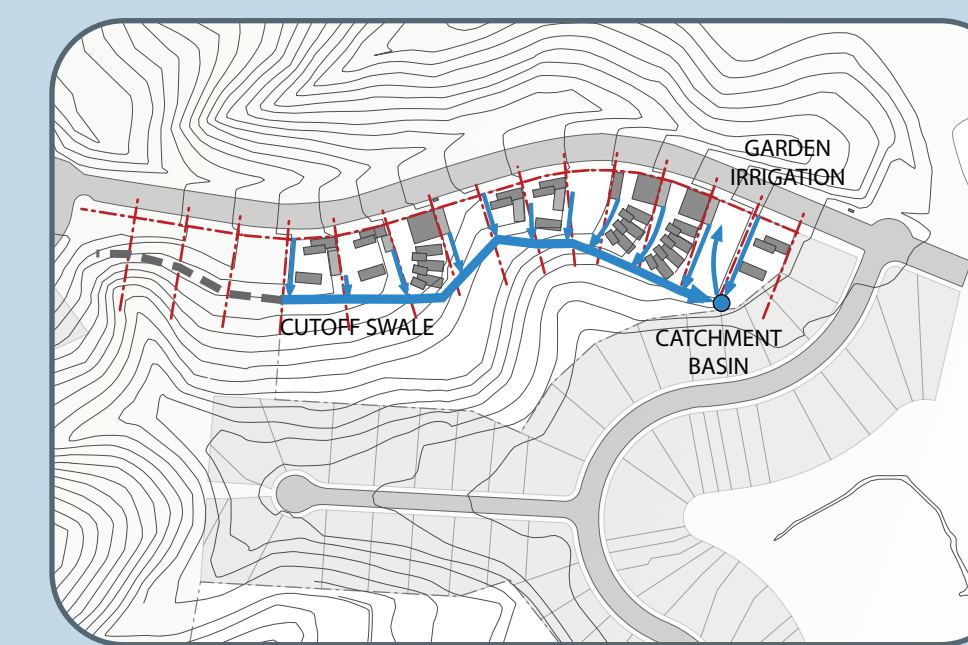 GARDEN
IRRIGATION
CUTOFF SWALE
CATCHMENT
BASIN